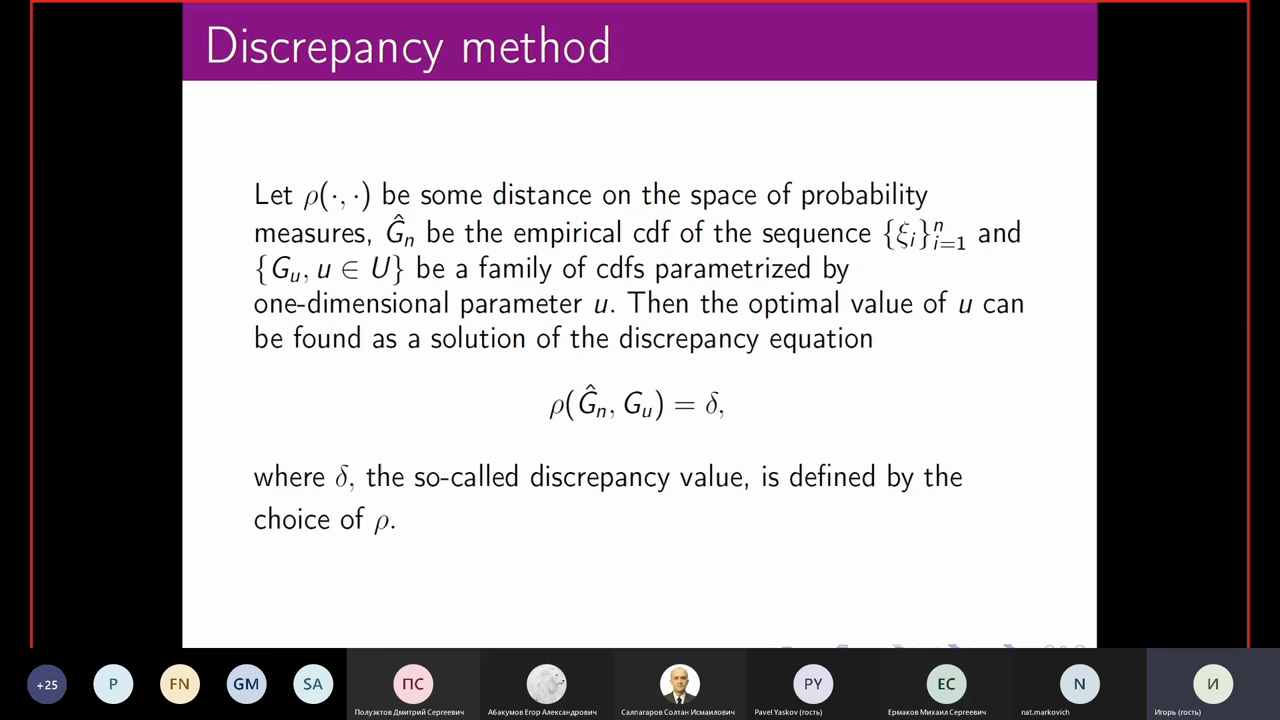 Discrepancy method
Let ρ(·, ·) be some distance on the space of probability
measures, Ĝₙ be the empirical cdf of the sequence {ξᵢ}ⁿᵢ₌₁ and
{Gᵤ, u ∈ U} be a family of cdfs parametrized by
one-dimensional parameter u. Then the optimal value of u can
be found as a solution of the discrepancy equation
ρ(Ĝₙ, Gᵤ) = δ,
where δ, the so-called discrepancy value, is defined by the
choice of ρ.
+25 P FN GM SA ПС PY EC N И
Полуэктов Дмитрий Сергеевич Абакумов Егор Александрович Салпагаров Солтан Исмаилович Pavel Yaskov (гость) Ермаков Михаил Сергеевич nat.markovich Игорь (гость)